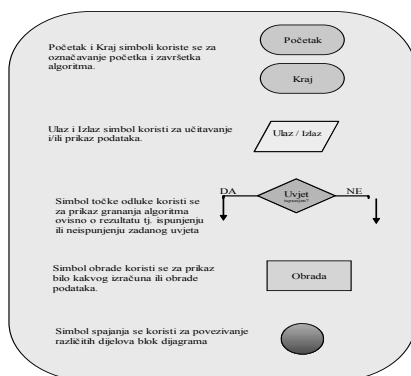 Početak i Kraj simboli koriste se za
označavanje početka i završetka
algoritma.
Početak
Kraj
Ulaz i Izlaz simbol koristi za učitavanje
i/ili prikaz podataka.
Ulaz / Izlaz
Simbol točke odluke koristi se
za prikaz grananja algoritma
ovisno o rezultatu tj. ispunjenju
ili neispunjenju zadanog uvjeta
DA
Uvjet
NE
Simbol obrade koristi se za prikaz
bilo kakvog izračuna ili obrade
podataka.
Obrada
Simbol spajanja se koristi za povezivanje
različitih dijelova blok dijagrama